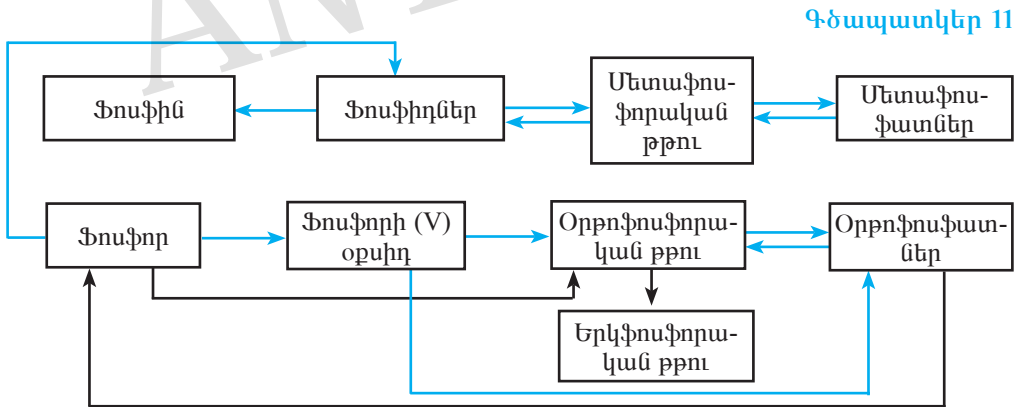 Գծապատկեր 11
Ֆոսֆին
Ֆոսֆիդներ
Մետաֆոս-
ֆորական
թթու
Մետաֆոս-
ֆատներ
Ֆոսֆոր
Ֆոսֆորի (V)
օքսիդ
Օրթոֆոսֆորա-
կան թթու
Օրթոֆոսֆատ-
ներ
Երկֆոսֆորա-
կան թթու